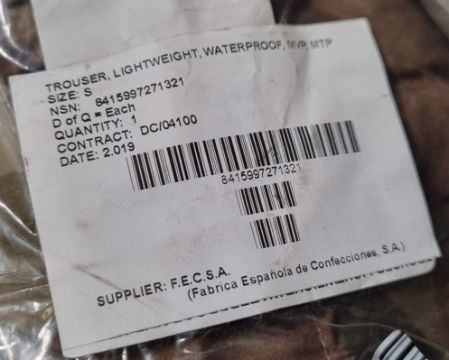 TROUSER, LIGHTWEIGHT, WATERPROOF, MVP, MTP
SIZE: S
NSN: 8415997271321
D of Q = Each
QUANTITY: 1
CONTRACT: DC/04100
DATE: 2.019
8415997271321
SUPPLIER: F.E.C.S.A.
(Fabrica Española de Confecciones, S.A.)